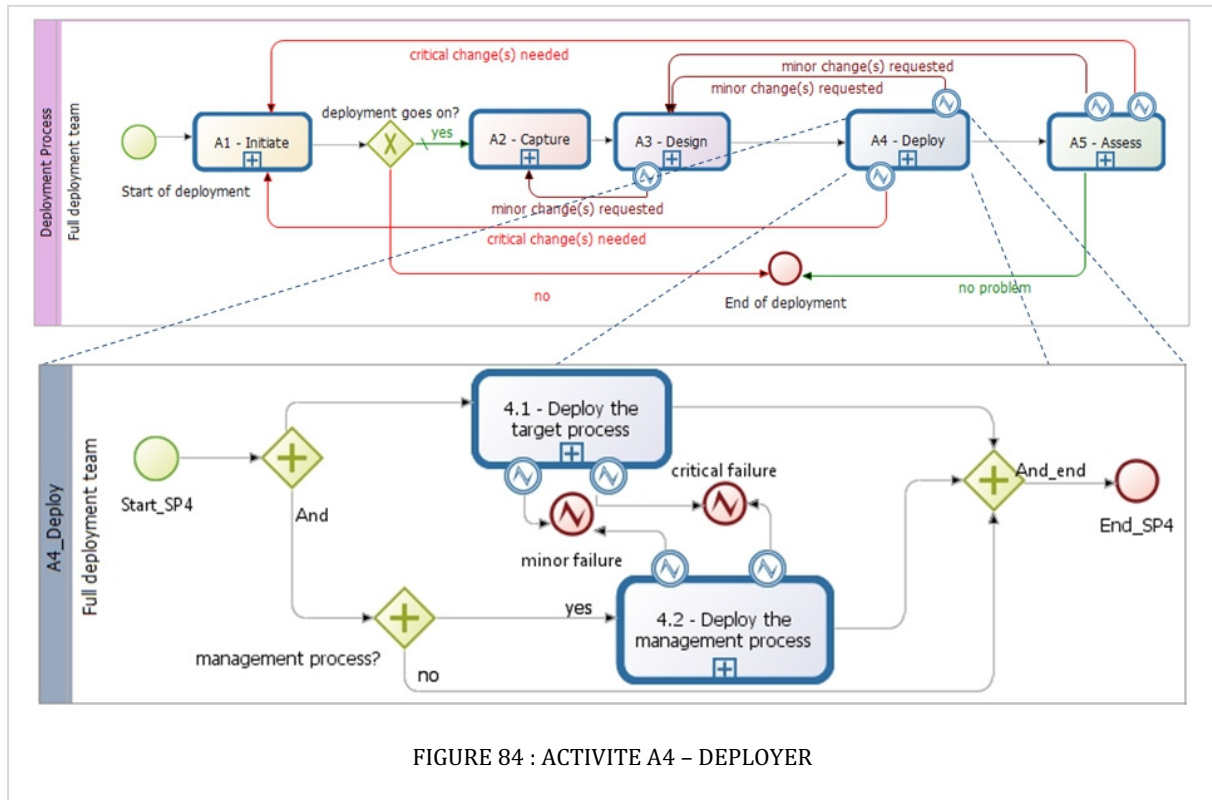 Deployment Process
Full deployment team
critical change(s) needed
minor change(s) requested
minor change(s) requested
deployment goes on?
A1 - Initiate
yes
A2 - Capture
A3 - Design
A4 - Deploy
A5 - Assess
Start of deployment
minor change(s) requested
critical change(s) needed
no
End of deployment
no problem
A4_Deploy
Full deployment team
4.1 - Deploy the
target process
critical failure
And_end
Start_SP4
And
End_SP4
minor failure
yes
4.2 - Deploy the
management process
management process?
no
FIGURE 84 : ACTIVITE A4 – DEPLOYER